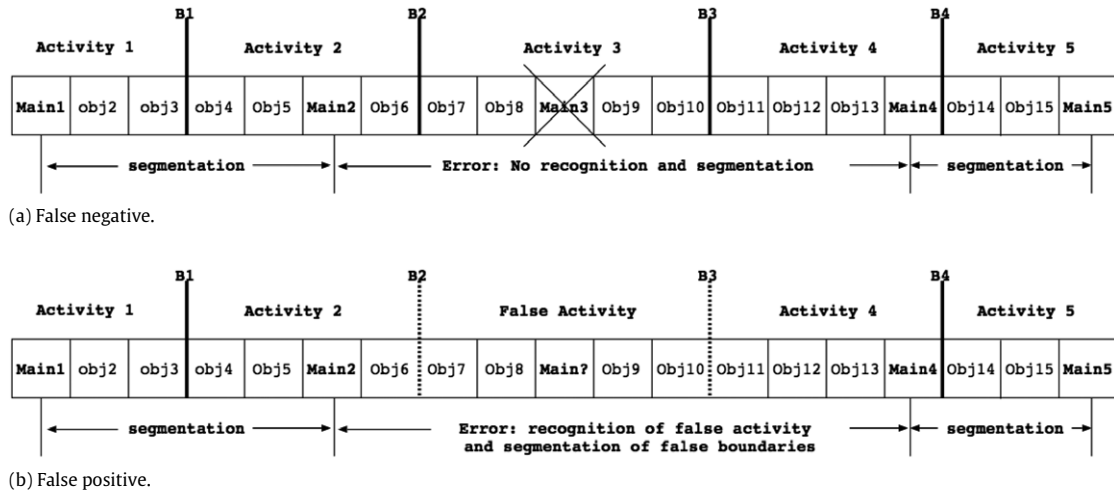 B1 B2 B3 B4
Activity 1 Activity 2 Activity 3 Activity 4 Activity 5
Main1 obj2 obj3 obj4 Obj5 Main2 Obj6 Obj7 Obj8 Main3 Obj9 Obj10 Obj11 Obj12 Obj13 Main4 Obj14 Obj15 Main5
segmentation Error: No recognition and segmentation segmentation
(a) False negative.
B1 B2 B3 B4
Activity 1 Activity 2 False Activity Activity 4 Activity 5
Main1 obj2 obj3 obj4 Obj5 Main2 Obj6 Obj7 Obj8 Main? Obj9 Obj10 Obj11 Obj12 Obj13 Main4 Obj14 Obj15 Main5
segmentation Error: recognition of false activity segmentation
and segmentation of false boundaries
(b) False positive.